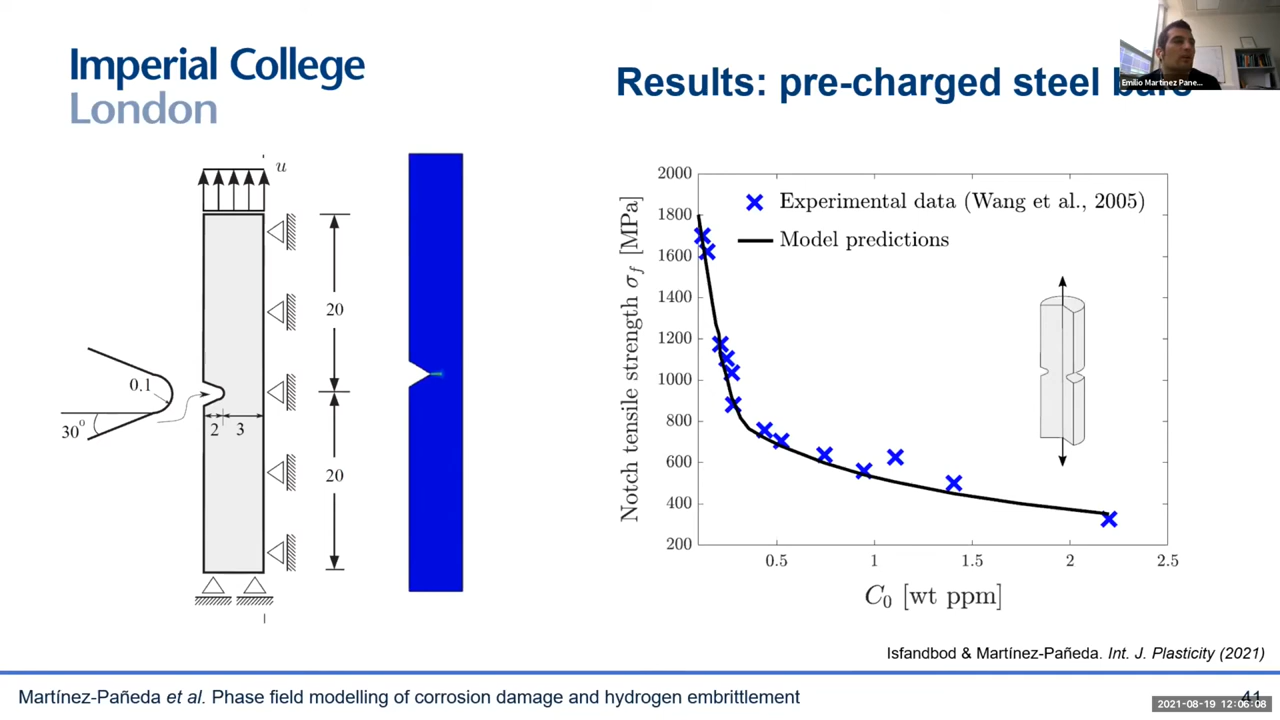 Imperial College
London
Results: pre-charged steel bars
Emilio Martinez Pane...
u
20
0.1
30°
2
3
20
2000
1800
1600
1400
1200
1000
800
600
400
200
Notch tensile strength σf [MPa]
Experimental data (Wang et al., 2005)
Model predictions
0.5
1
1.5
2
2.5
C0 [wt ppm]
Isfandbod & Martínez-Pañeda. Int. J. Plasticity (2021)
Martínez-Pañeda et al. Phase field modelling of corrosion damage and hydrogen embrittlement
41
2021-08-19 12:06:08